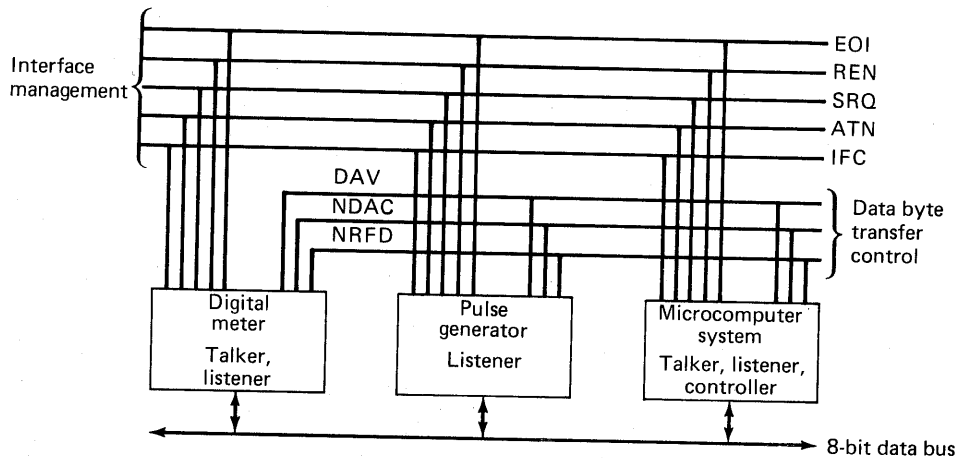 Interface
management
EOI
REN
SRQ
ATN
IFC
DAV
NDAC
NRFD
Data byte
transfer
control
Digital
meter
Talker,
listener
Pulse
generator
Listener
Microcomputer
system
Talker, listener,
controller
8-bit data bus